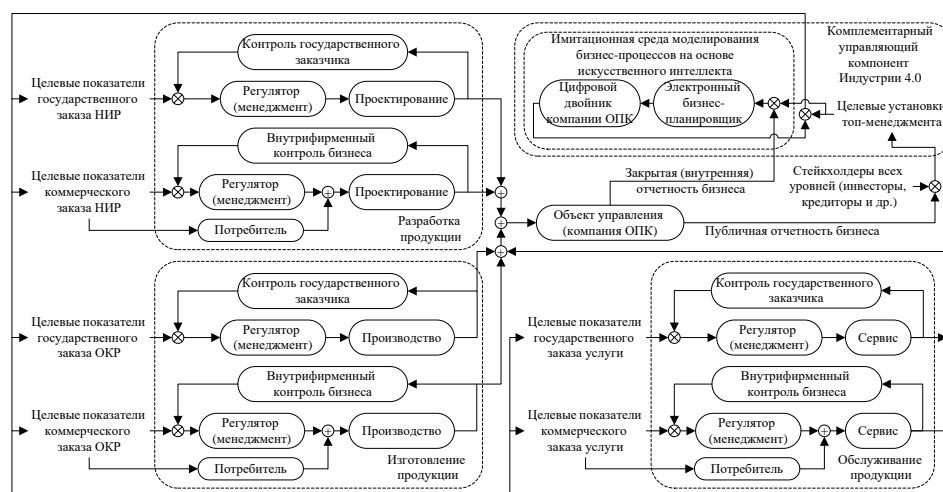 Контроль государственного
заказчика
Целевые показатели
государственного
заказа НИР
Регулятор
(менеджмент)
Проектирование
Внутрифирменный
контроль бизнеса
Целевые показатели
коммерческого
заказа НИР
Регулятор
(менеджмент)
Проектирование
Потребитель
Разработка
продукции
Имитационная среда моделирования
бизнес-процессов на основе
искусственного интеллекта
Цифровой
двойник
компании ОПК
Электронный
бизнес-
планировщик
Комплементарный
управляющий
компонент
Индустрии 4.0
Целевые установки
топ-менеджмента
Закрытая (внутренняя)
отчетность бизнеса
Стейкхолдеры всех
уровней (инвесторы,
кредиторы и др.)
Объект управления
(компания ОПК)
Публичная отчетность бизнеса
Контроль государственного
заказчика
Целевые показатели
государственного
заказа ОКР
Регулятор
(менеджмент)
Производство
Внутрифирменный
контроль бизнеса
Целевые показатели
коммерческого
заказа ОКР
Регулятор
(менеджмент)
Производство
Потребитель
Изготовление
продукции
Контроль государственного
заказчика
Целевые показатели
государственного
заказа услуги
Регулятор
(менеджмент)
Сервис
Внутрифирменный
контроль бизнеса
Целевые показатели
коммерческого
заказа услуги
Регулятор
(менеджмент)
Сервис
Потребитель
Обслуживание
продукции